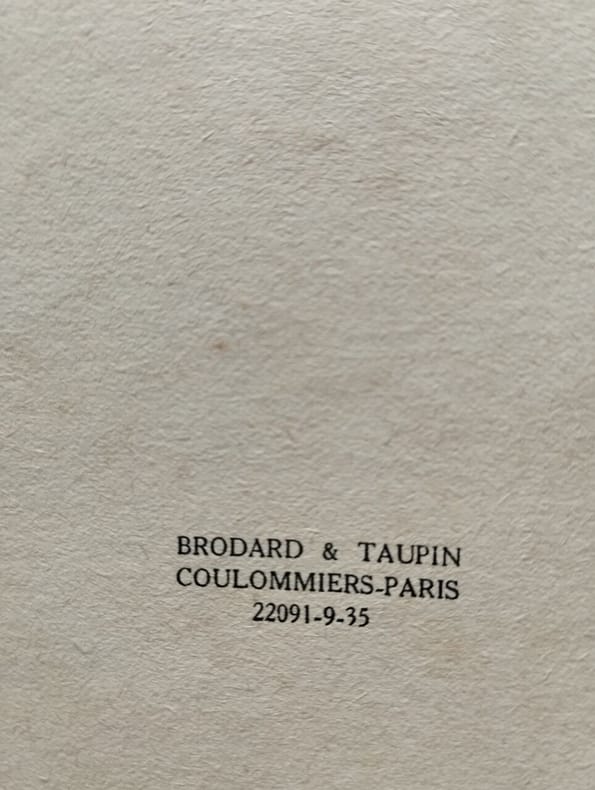 BRODARD & TAUPIN
COULOMMIERS-PARIS
22091-9-35